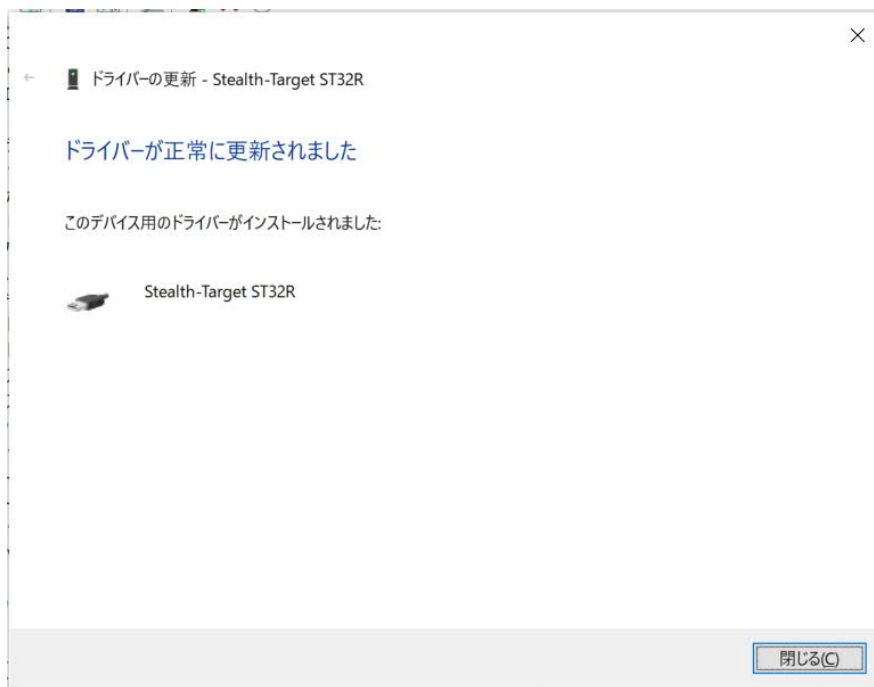 ドライバーの更新 - Stealth-Target ST32R
ドライバーが正常に更新されました
このデバイス用のドライバーがインストールされました:
Stealth-Target ST32R
閉じる(C)